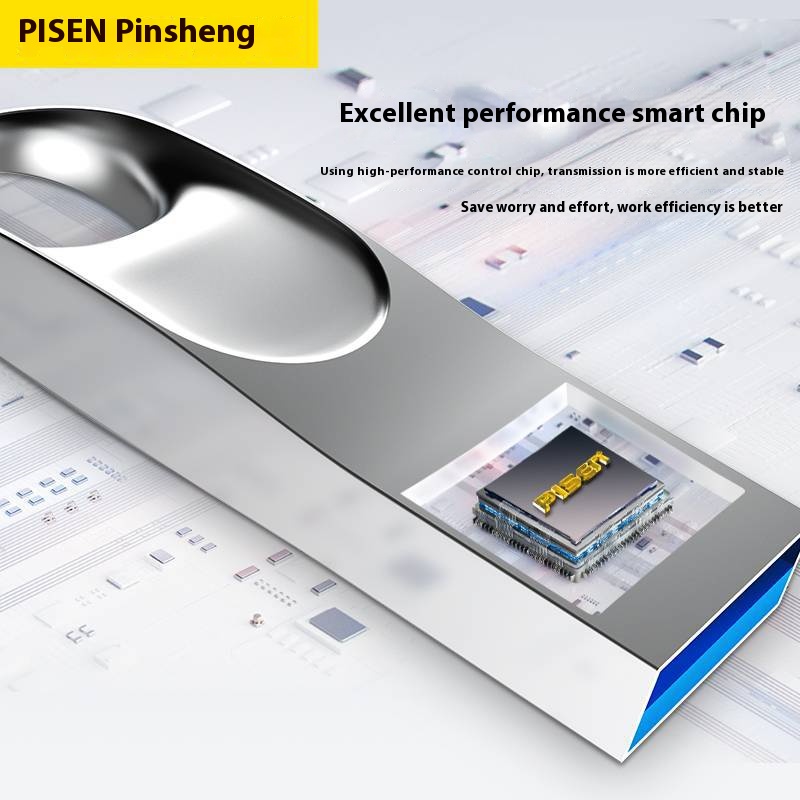 PISEN Pinsheng
Excellent performance smart chip
Using high-performance control chip, transmission is more efficient and stable
Save worry and effort, work efficiency is better
PISEN